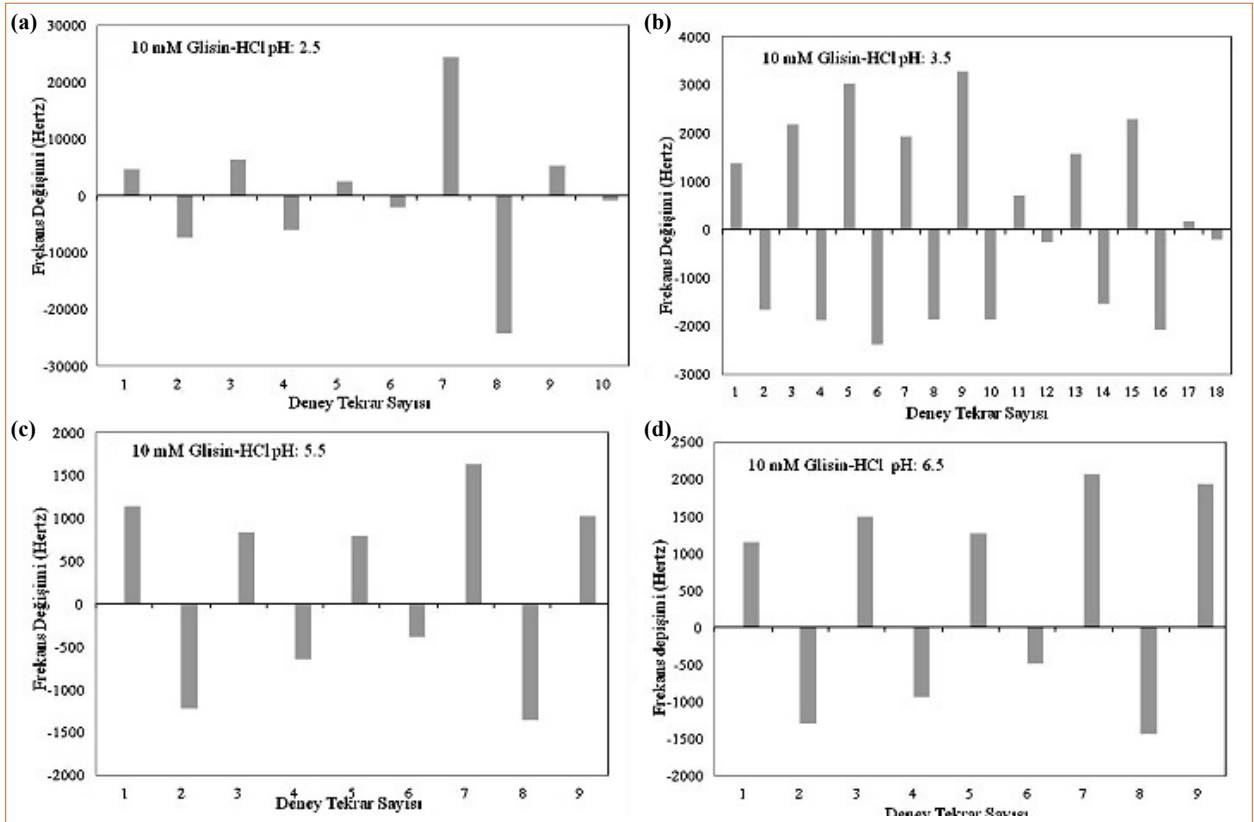 (a)
10 mM Glisin-HCl pH: 2.5
Frekans Değişimi (Hertz)
30000
20000
10000
0
-10000
-20000
-30000
1 2 3 4 5 6 7 8 9 10
Deney Tekrar Sayısı
(b)
10 mM Glisin-HCl pH: 3.5
Frekans Değişimi (Hertz)
4000
3000
2000
1000
0
-1000
-2000
-3000
1 2 3 4 5 6 7 8 9 10 11 12 13 14 15 16 17 18
Deney Tekrar Sayısı
(c)
10 mM Glisin-HCl pH: 5.5
Frekans Değişimi (Hertz)
2000
1500
1000
500
0
-500
-1000
-1500
-2000
1 2 3 4 5 6 7 8 9
Deney Tekrar Sayısı
(d)
10 mM Glisin-HCl pH: 6.5
Frekans depişimi (Hertz)
2500
2000
1500
1000
500
0
-500
-1000
-1500
-2000
1 2 3 4 5 6 7 8 9
Deney Tekrar Sayısı